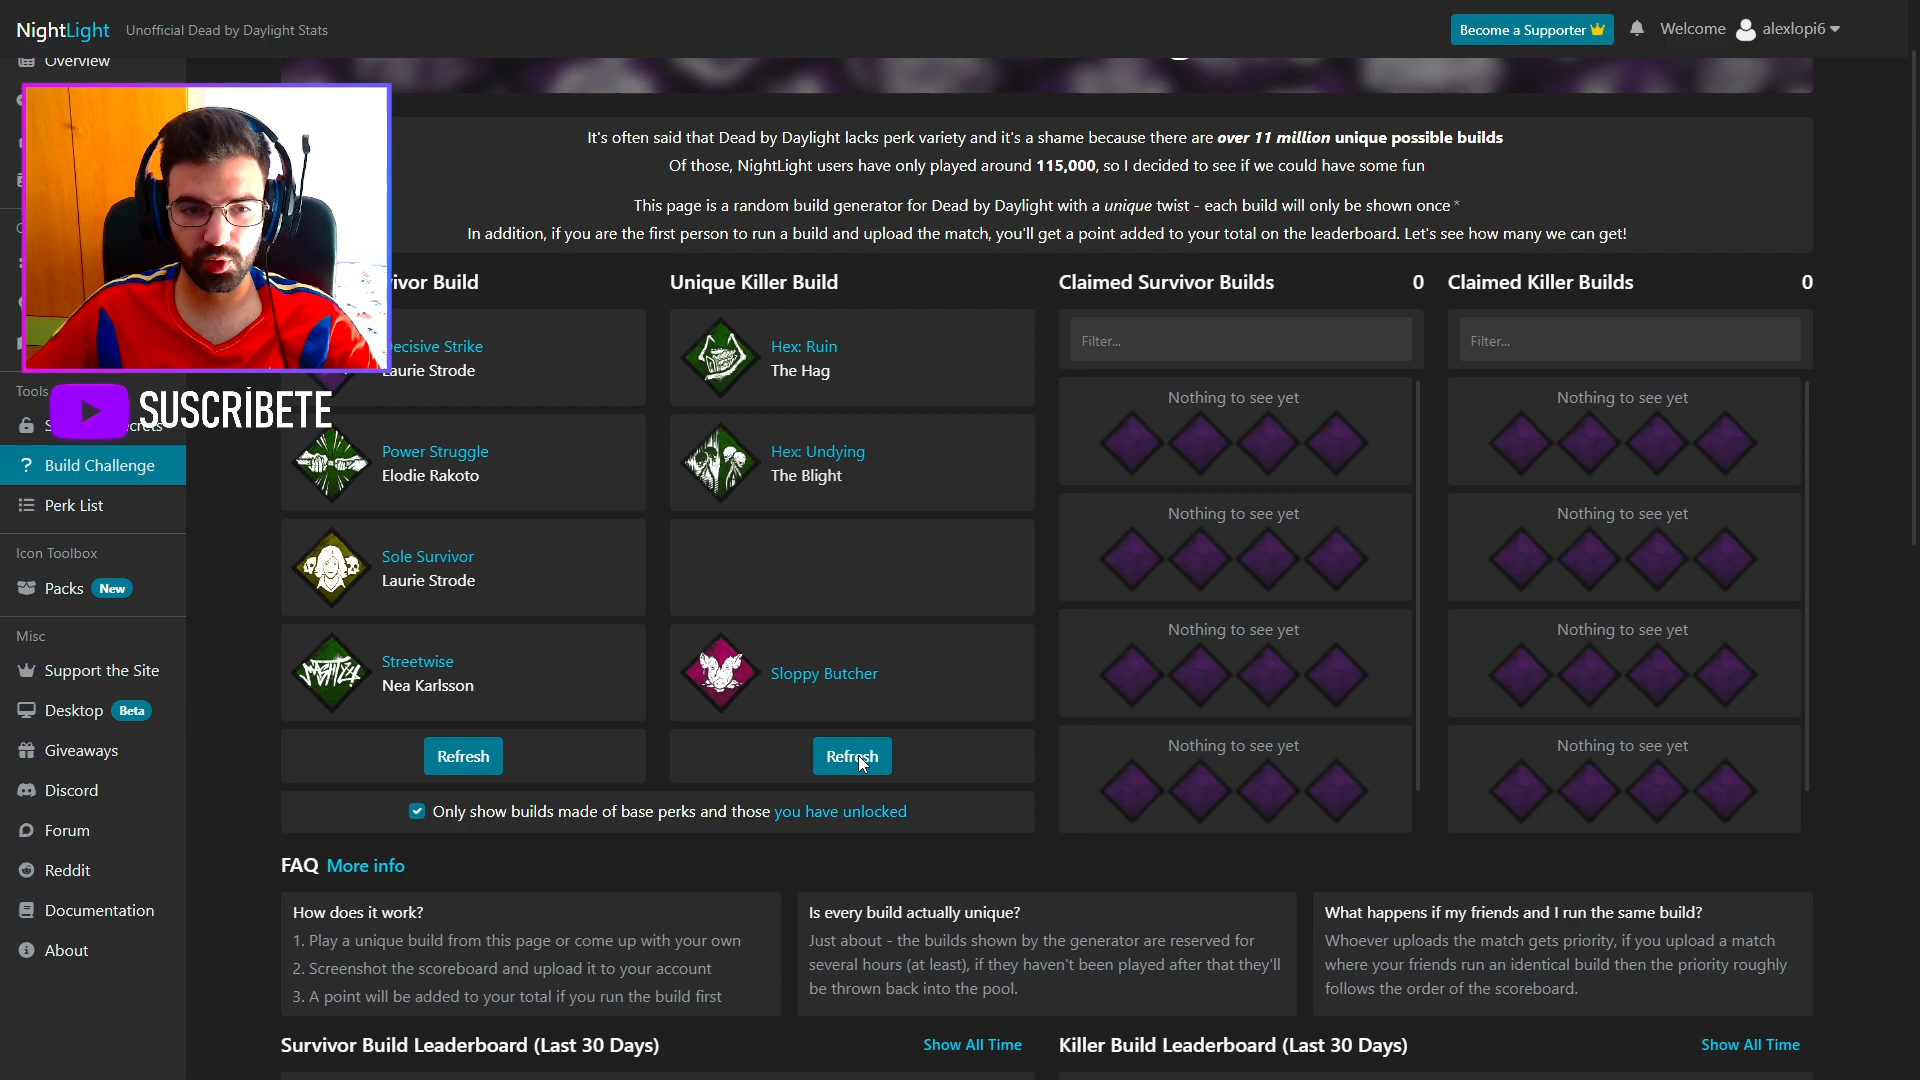 NightLight
Unofficial Dead by Daylight Stats
Become a Supporter
Welcome
alexlopi6
Overview
It's often said that Dead by Daylight lacks perk variety and it's a shame because there are over 11 million unique possible builds
Of those, NightLight users have only played around 115,000, so I decided to see if we could have some fun
This page is a random build generator for Dead by Daylight with a unique twist - each build will only be shown once *
In addition, if you are the first person to run a build and upload the match, you'll get a point added to your total on the leaderboard. Let's see how many we can get!
ivor Build
Unique Killer Build
Claimed Survivor Builds
0
Claimed Killer Builds
0
ecisive Strike
Laurie Strode
Hex: Ruin
The Hag
Filter...
Filter...
Tools
SUSCRÍBETE
crets
Power Struggle
Elodie Rakoto
Hex: Undying
The Blight
Nothing to see yet
Nothing to see yet
? Build Challenge
Perk List
Nothing to see yet
Nothing to see yet
Icon Toolbox
Sole Survivor
Laurie Strode
Packs New
Misc
Nothing to see yet
Nothing to see yet
Support the Site
Streetwise
Nea Karlsson
Sloppy Butcher
Desktop Beta
Giveaways
Refresh
Refresh
Nothing to see yet
Nothing to see yet
Discord
Only show builds made of base perks and those you have unlocked
Forum
Reddit
FAQ More info
Documentation
About
How does it work?
1. Play a unique build from this page or come up with your own
2. Screenshot the scoreboard and upload it to your account
3. A point will be added to your total if you run the build first
Is every build actually unique?
Just about - the builds shown by the generator are reserved for
several hours (at least), if they haven't been played after that they'll
be thrown back into the pool.
What happens if my friends and I run the same build?
Whoever uploads the match gets priority, if you upload a match
where your friends run an identical build then the priority roughly
follows the order of the scoreboard.
Survivor Build Leaderboard (Last 30 Days)
Show All Time
Killer Build Leaderboard (Last 30 Days)
Show All Time